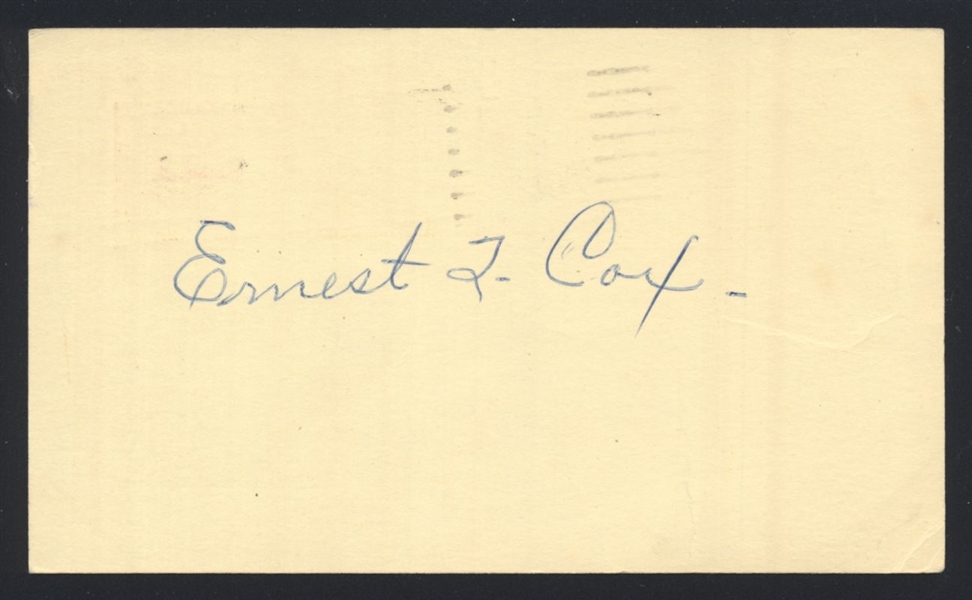 Ernest T. Cox -